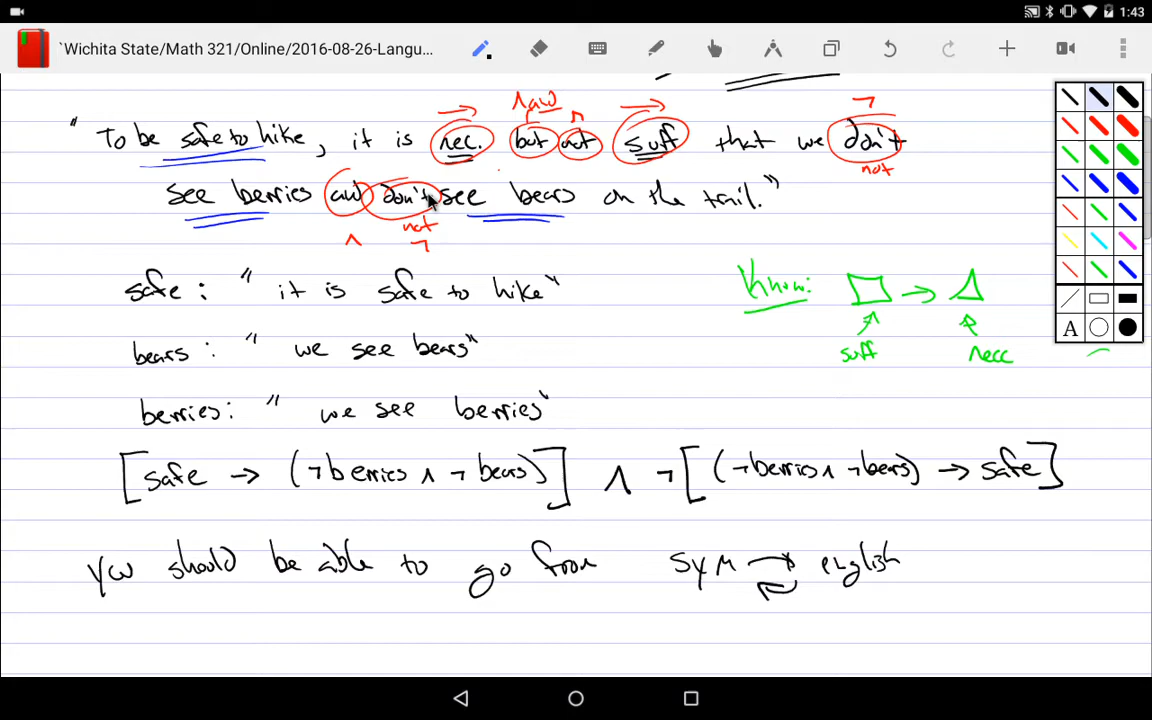 1:43
`Wichita State/Math 321/Online/2016-08-26-Langu...
∧ and ∧ ¬
"To be safe to hike, it is nec. but not suff that we don't
not
see berries and don't see bears on the trail."
not
∧ ¬
safe: "it is safe to hike"
Know: □ → △
bears: "we see bears"
suff necc
berries: "we see berries"
[safe → (¬berries ∧ ¬bears)] ∧ ¬[(¬berries ∧ ¬bears) → safe]
you should be able to go from sym ⇄ english
A